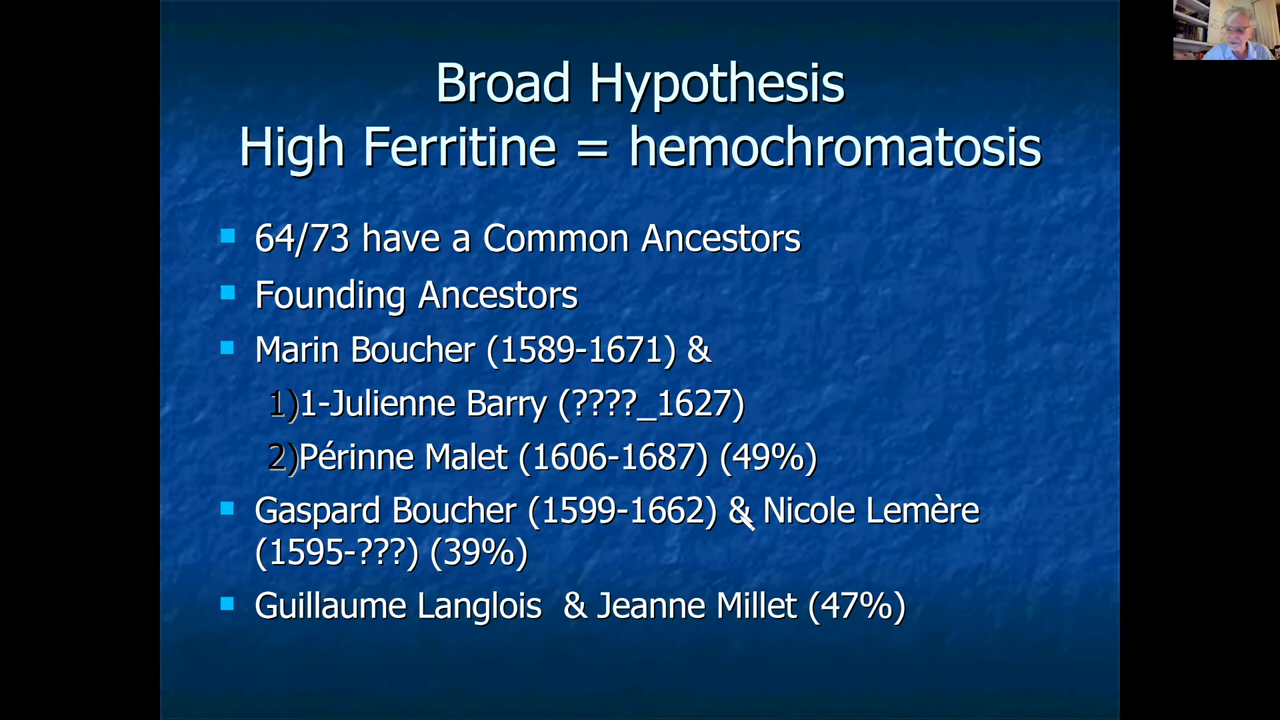 Broad Hypothesis
High Ferritine = hemochromatosis
64/73 have a Common Ancestors
Founding Ancestors
Marin Boucher (1589-1671) &
1)1-Julienne Barry (????_1627)
2)Périnne Malet (1606-1687) (49%)
Gaspard Boucher (1599-1662) & Nicole Lemère
(1595-???) (39%)
Guillaume Langlois & Jeanne Millet (47%)